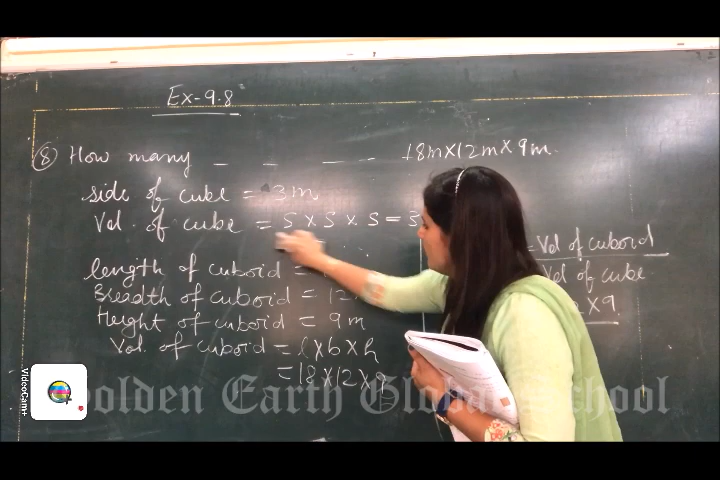 Ex-9.8
⑧ How many _ _ _ _ 18m×12m×9m.
side of cube = 3m
Vol. of cube = S × S × S = 3
length of cuboid =
Breadth of cuboid = 12
Height of cuboid = 9m
Vol. of cuboid = l×b×h
= 18×12×9
= Vol of cuboid
Vol of cube
×9
VideoCam+
Golden Earth Global School